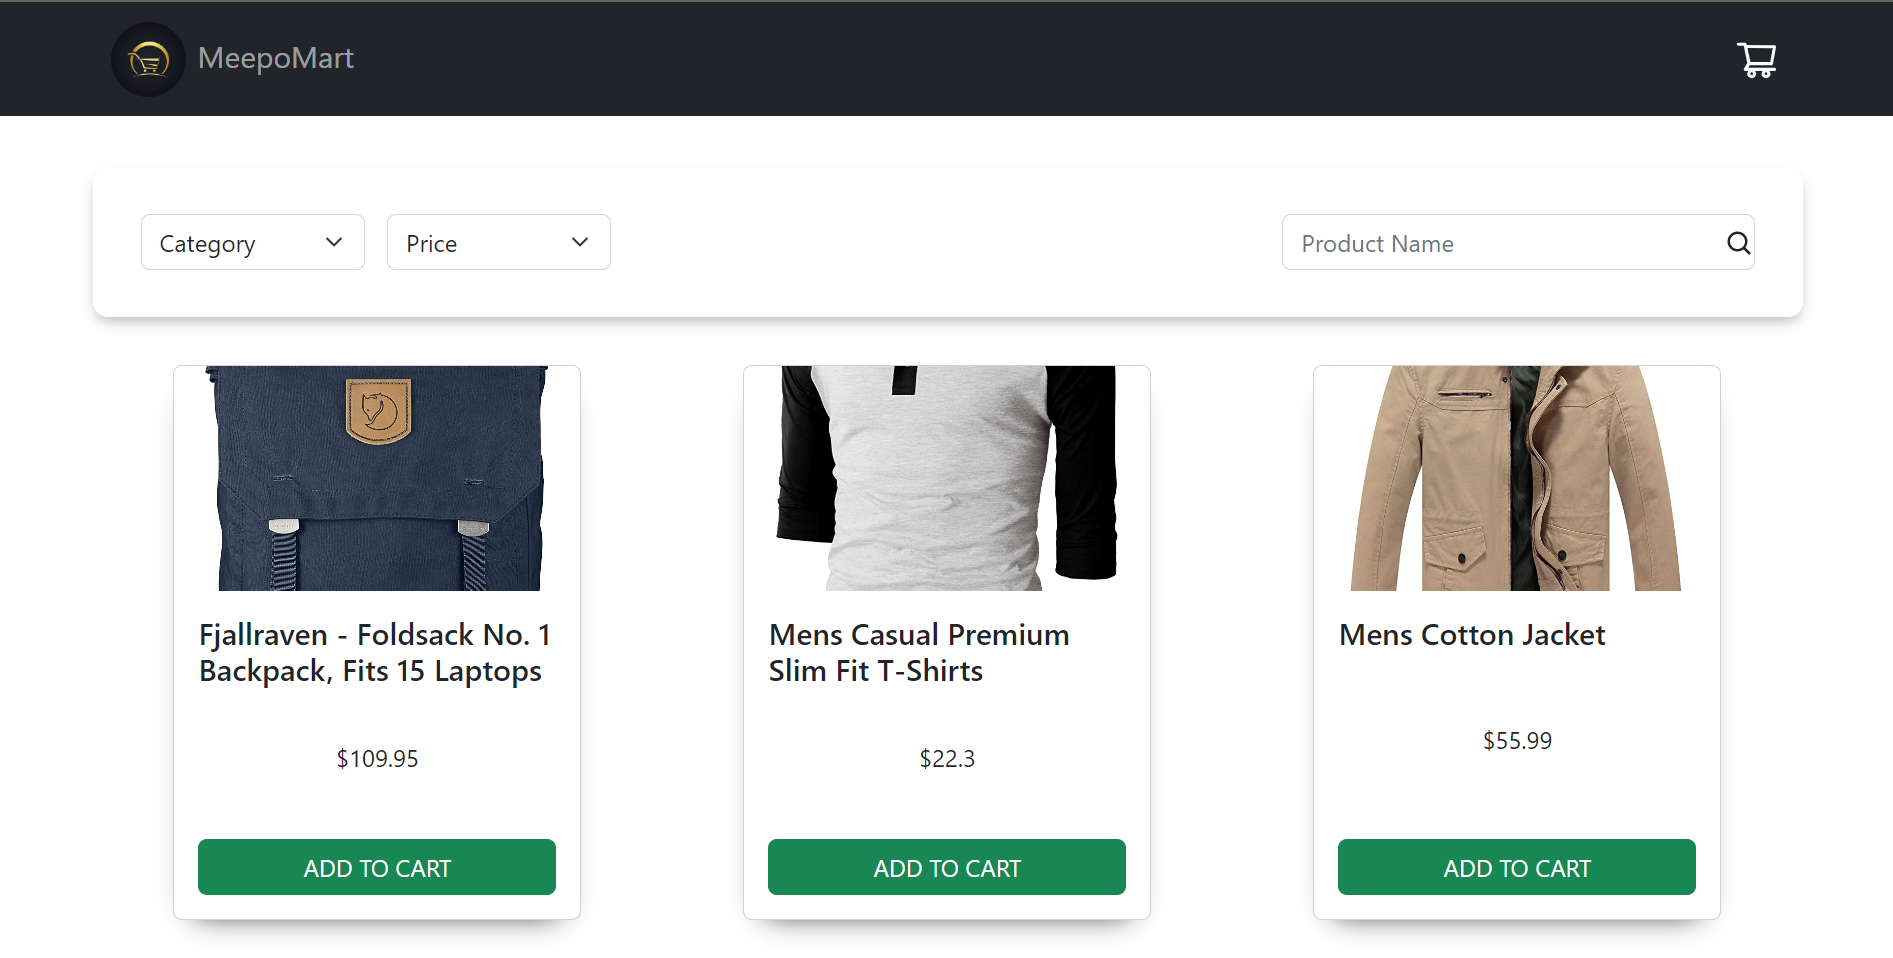 MeepoMart
Category
Price
Product Name
Fjallraven - Foldsack No. 1
Backpack, Fits 15 Laptops
$109.95
ADD TO CART
Mens Casual Premium
Slim Fit T-Shirts
$22.3
ADD TO CART
Mens Cotton Jacket
$55.99
ADD TO CART